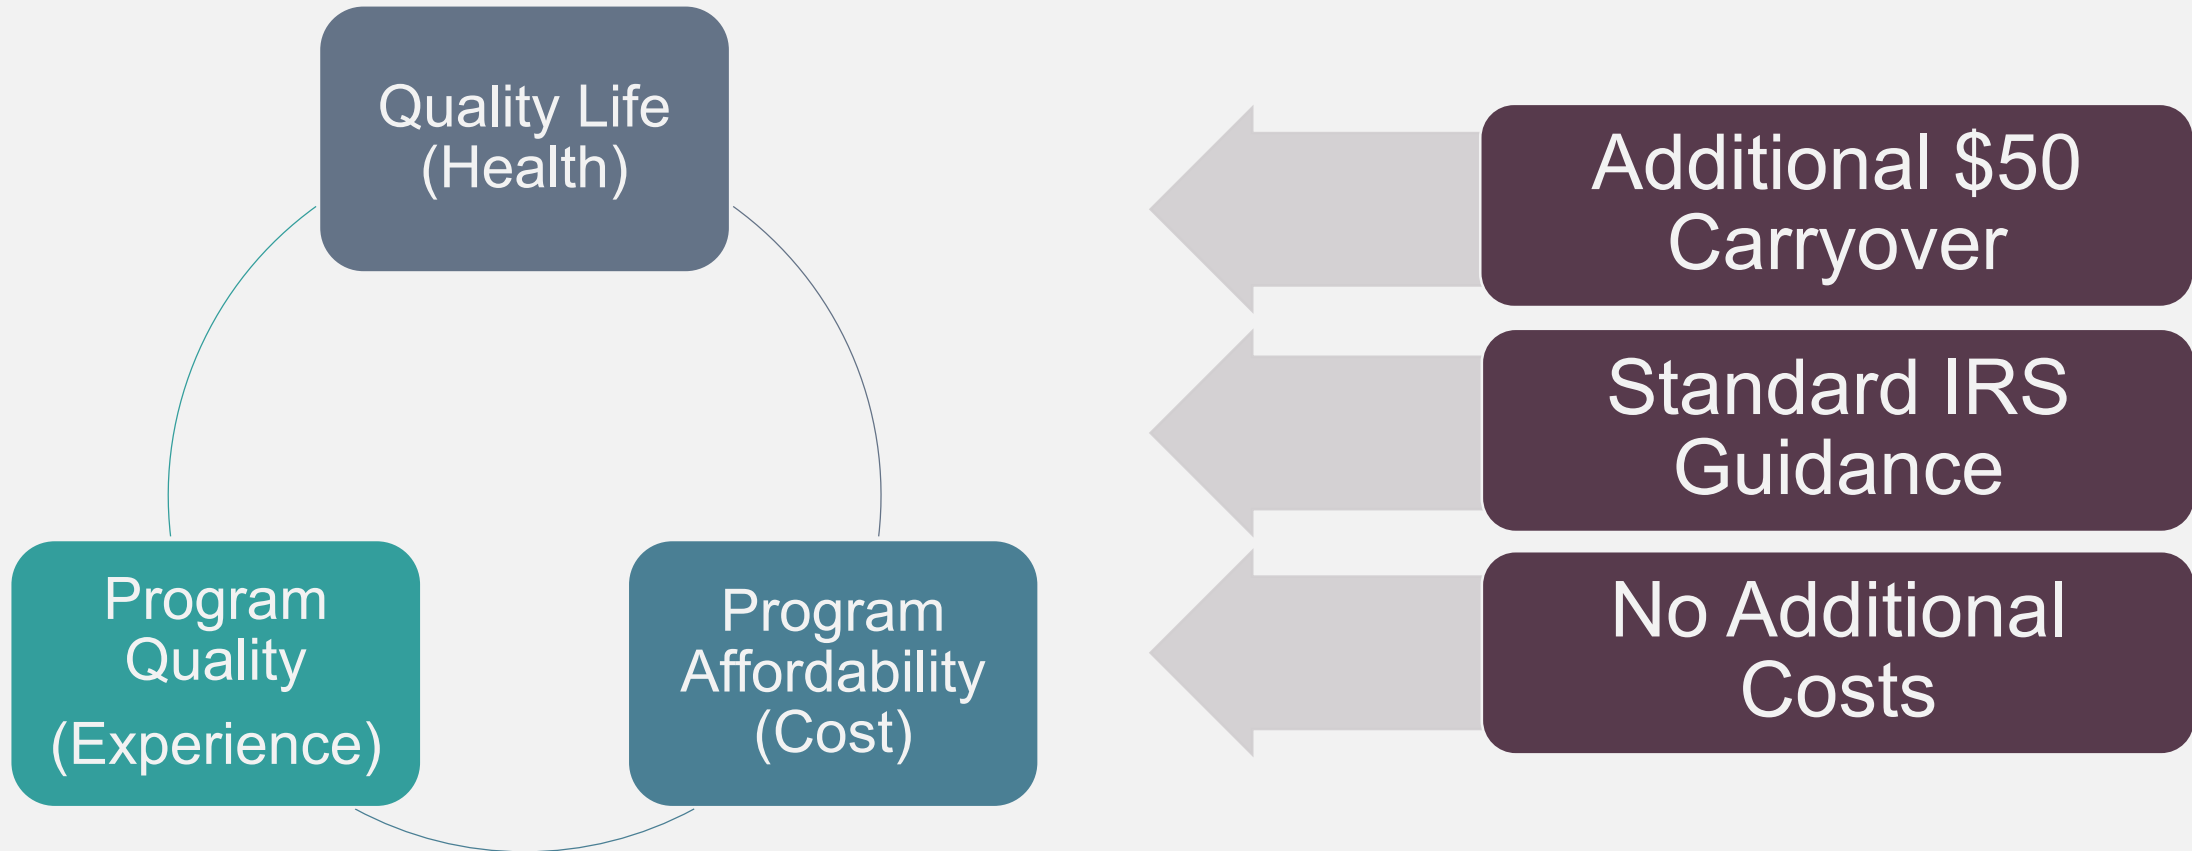 Quality Life
(Health)
Program
Quality
(Experience)
Program
Affordability
(Cost)
Additional $50
Carryover
Standard IRS
Guidance
No Additional
Costs